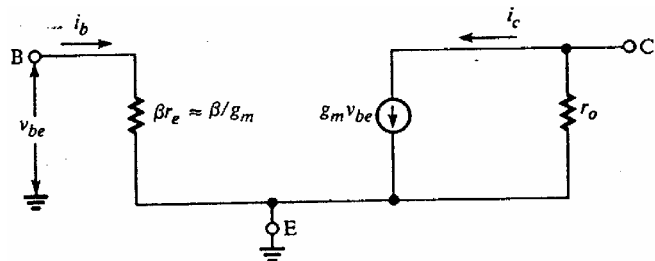 i_b
i_c
B
C
v_be
βr_e ≈ β/g_m
g_m v_be
r_o
E